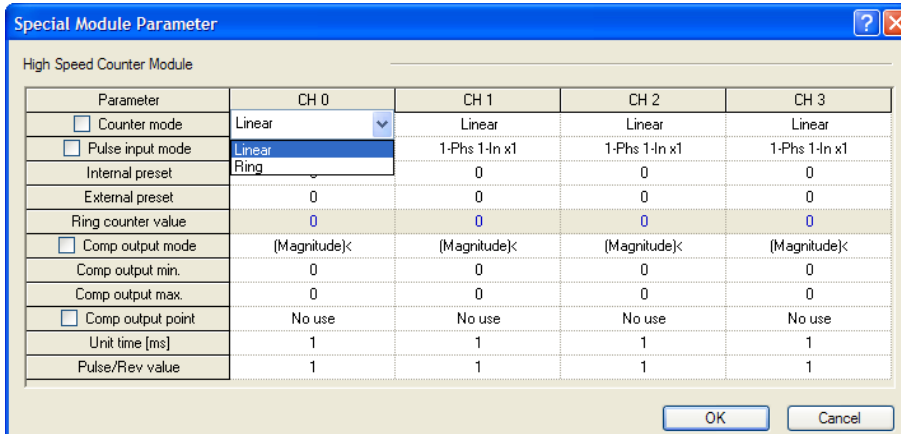 Special Module Parameter
High Speed Counter Module
Parameter CH 0 CH 1 CH 2 CH 3
Counter mode Linear Linear Linear Linear
Pulse input mode Linear 1-Phs 1-In x1 1-Phs 1-In x1 1-Phs 1-In x1
Ring
Internal preset 0 0 0
External preset 0 0 0 0
Ring counter value 0 0 0 0
Comp output mode (Magnitude)< (Magnitude)< (Magnitude)< (Magnitude)<
Comp output min. 0 0 0 0
Comp output max. 0 0 0 0
Comp output point No use No use No use No use
Unit time [ms] 1 1 1 1
Pulse/Rev value 1 1 1 1
OK Cancel